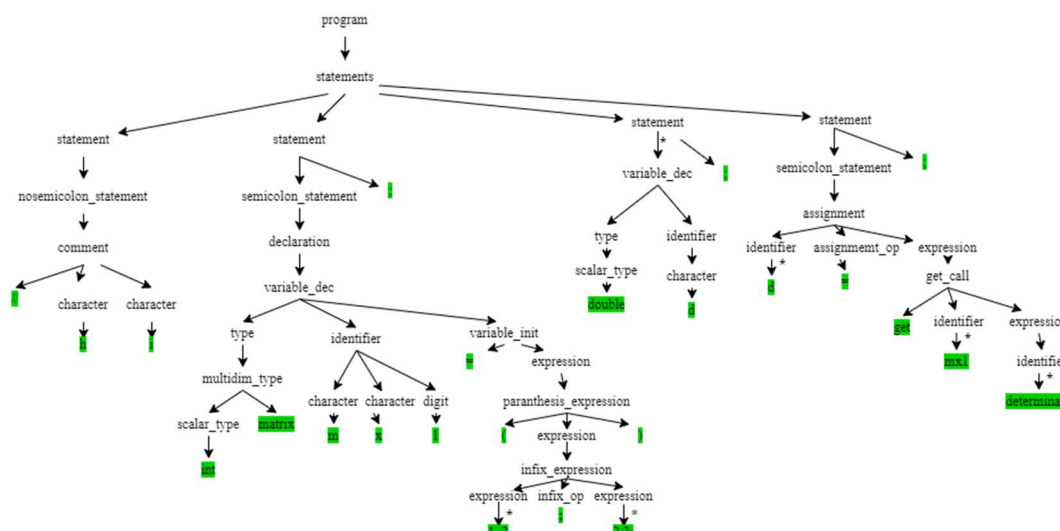 program
statements
statement statement statement statement
* ;
nosemicolon_statement semicolon_statement variable_dec semicolon_statement
comment declaration type identifier assignment
character character variable_dec scalar_type character identifier assignmemt_op expression
h i double d * d = get_call
type identifier variable_init get identifier expression
= expression * mx1 identifier
multidim_type character character digit paranthesis_expression * determina
scalar_type matrix m x 1 ( expression )
int infix_expression
expression infix_op expression
* *